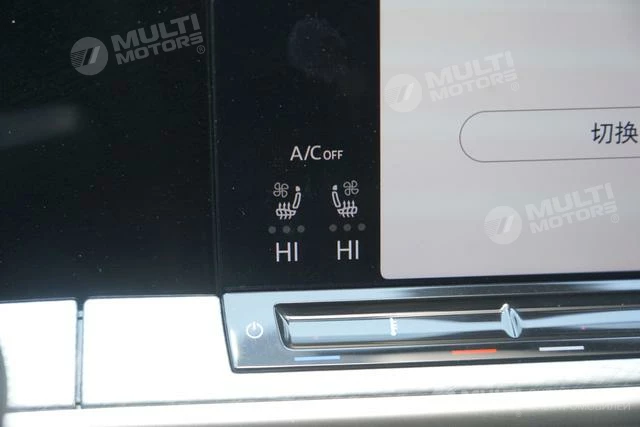 MULTI
MOTORS®
MULTI
MOTORS
A/C OFF
切换
MULTI
MOTORS
HI HI